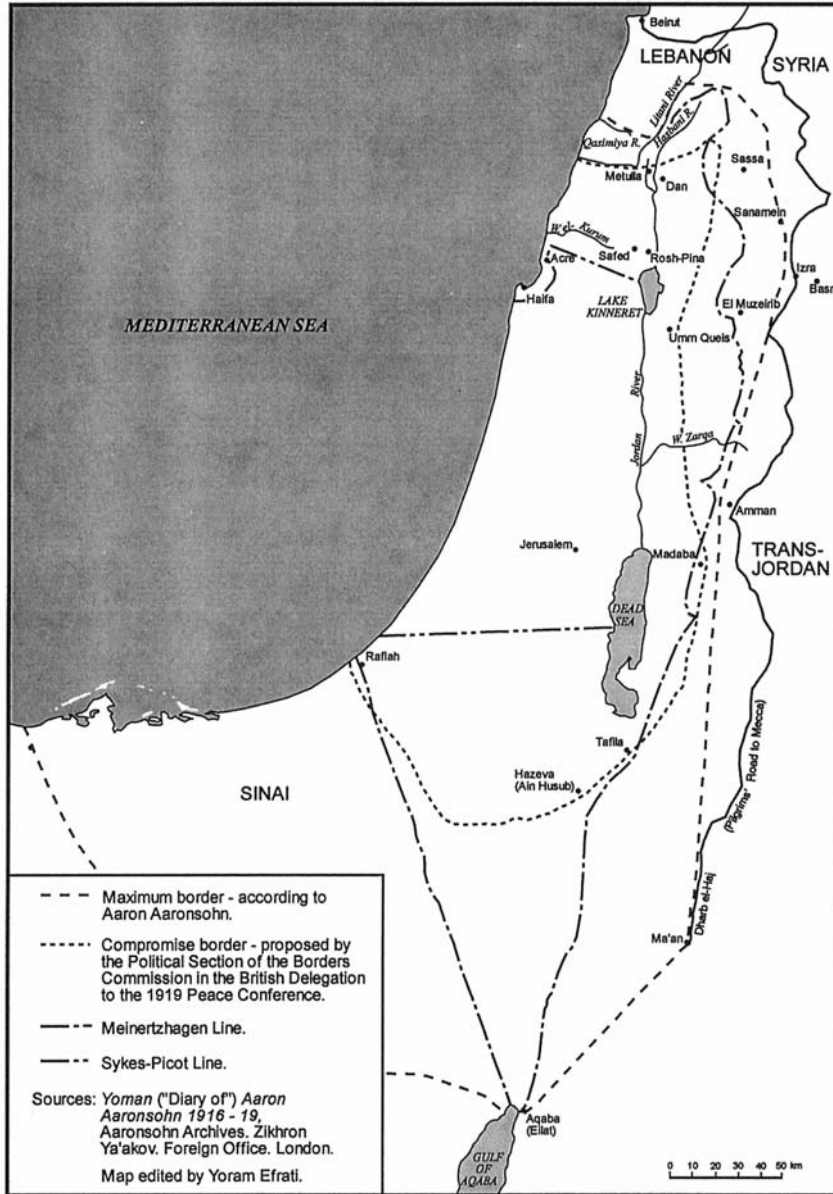 Beirut
LEBANON
SYRIA
Litani River
Hasbani R.
Qasimiya R.
Metulla
Dan
Sassa
Sanamein
Kurum
Safed
Rosh-Pina
Acre
Izra
Haifa
LAKE
KINNERET
El Muzeirib
MEDITERRANEAN SEA
Umm Queis
River
Jordan
W. Zarqa
Amman
Jerusalem
Madaba
TRANS-
JORDAN
DEAD
SEA
Rafiah
Tafila
Hazeva
(Ain Husub)
SINAI
(Pilgrims' Road to Mecca)
Dharb el-Haj
Ma'an
Aqaba
(Eilat)
GULF
OF
AQABA
Maximum border - according to
Aaron Aaronsohn.
Compromise border - proposed by
the Political Section of the Borders
Commission in the British Delegation
to the 1919 Peace Conference.
Meinertzhagen Line.
Sykes-Picot Line.
Sources: Yoman ("Diary of") Aaron
Aaronsohn 1916 - 19,
Aaronsohn Archives. Zikhron
Ya'akov. Foreign Office. London.
Map edited by Yoram Efrati.
0 10 20 30 40 50 km